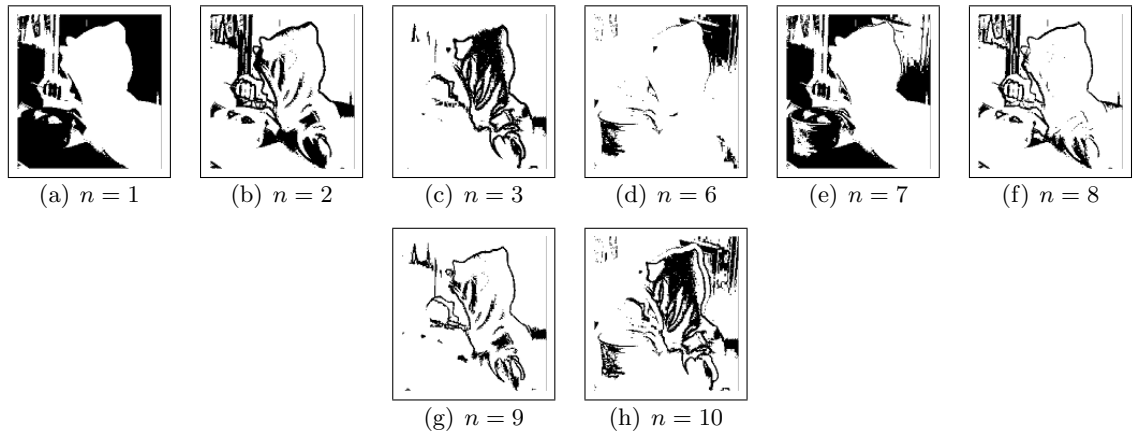 (a) n = 1 (b) n = 2 (c) n = 3 (d) n = 6 (e) n = 7 (f) n = 8
(g) n = 9 (h) n = 10